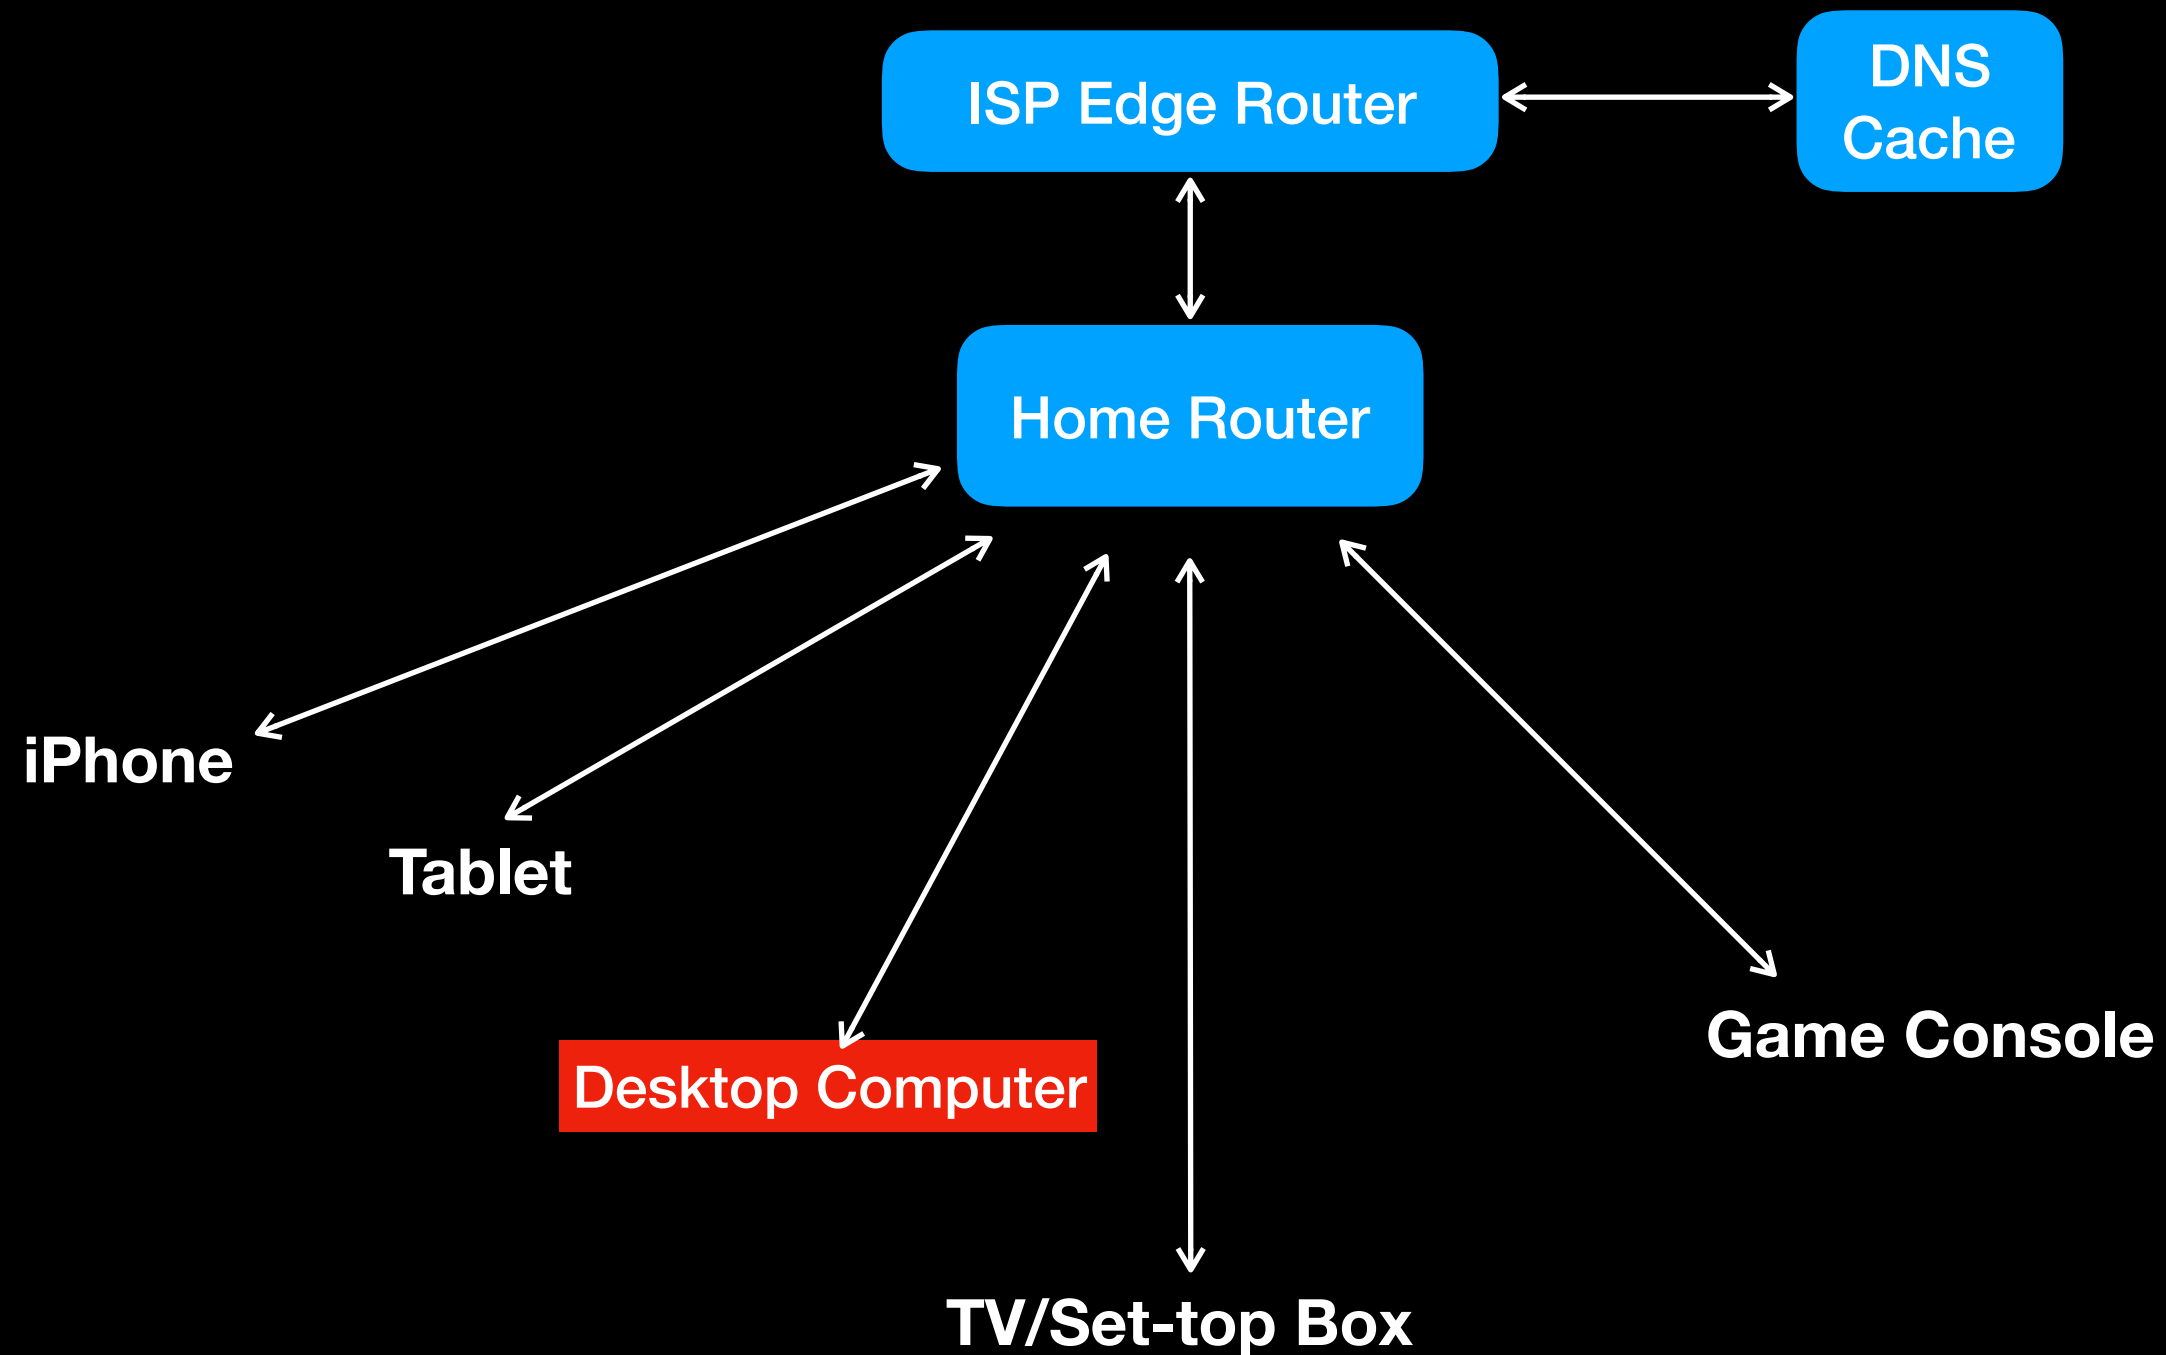 ISP Edge Router
DNS
Cache
Home Router
iPhone
Tablet
Desktop Computer
Game Console
TV/Set-top Box